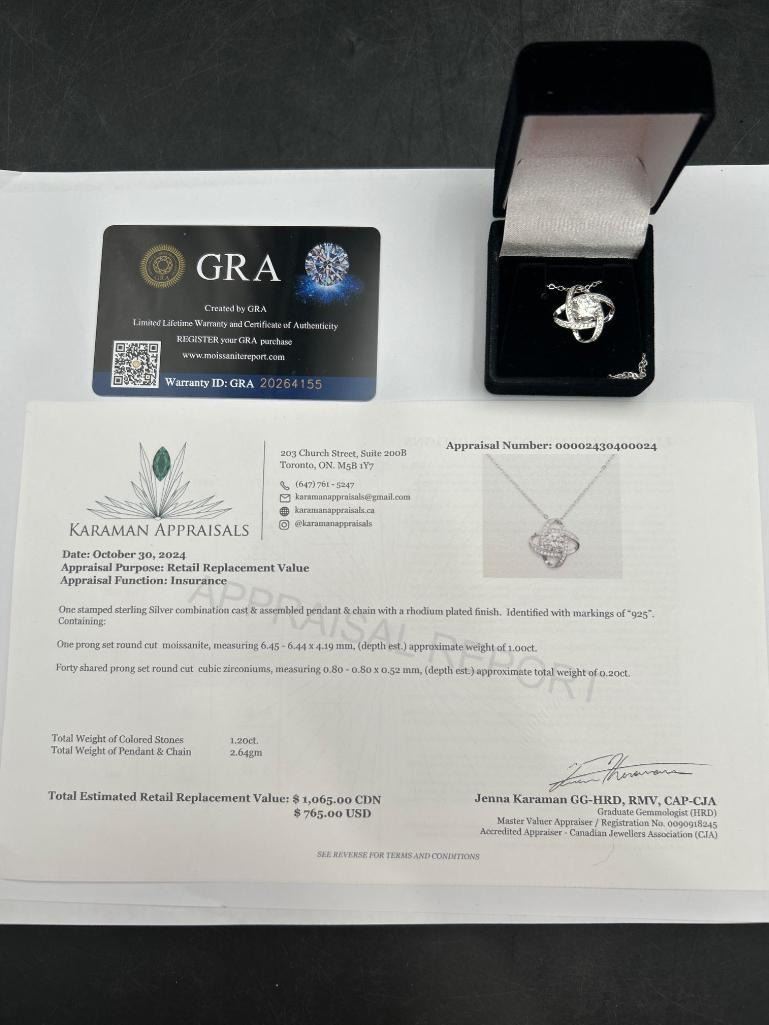 GRA
GRA
Created by GRA
Limited Lifetime Warranty and Certificate of Authenticity
REGISTER your GRA purchase
www.moissanitereport.com
Warranty ID: GRA 20264155
KARAMAN APPRAISALS
203 Church Street, Suite 200B
Toronto, ON. M5B 1Y7
(647) 761 - 5247
karamanappraisals@gmail.com
karamanappraisals.ca
@karamanappraisals
Appraisal Number: 00002430400024
Date: October 30, 2024
Appraisal Purpose: Retail Replacement Value
Appraisal Function: Insurance
APPRAISAL REPORT
One stamped sterling Silver combination cast & assembled pendant & chain with a rhodium plated finish. Identified with markings of "925".
Containing:
One prong set round cut moissanite, measuring 6.45 - 6.44 x 4.19 mm, (depth est.) approximate weight of 1.00ct.
Forty shared prong set round cut cubic zirconiums, measuring 0.80 - 0.80 x 0.52 mm, (depth est.) approximate total weight of 0.20ct.
Total Weight of Colored Stones 1.20ct.
Total Weight of Pendant & Chain 2.64gm
Total Estimated Retail Replacement Value: $ 1,065.00 CDN
$ 765.00 USD
Jenna Karaman GG-HRD, RMV, CAP-CJA
Graduate Gemmologist (HRD)
Master Valuer Appraiser / Registration No. 0090918245
Accredited Appraiser - Canadian Jewellers Association (CJA)
SEE REVERSE FOR TERMS AND CONDITIONS